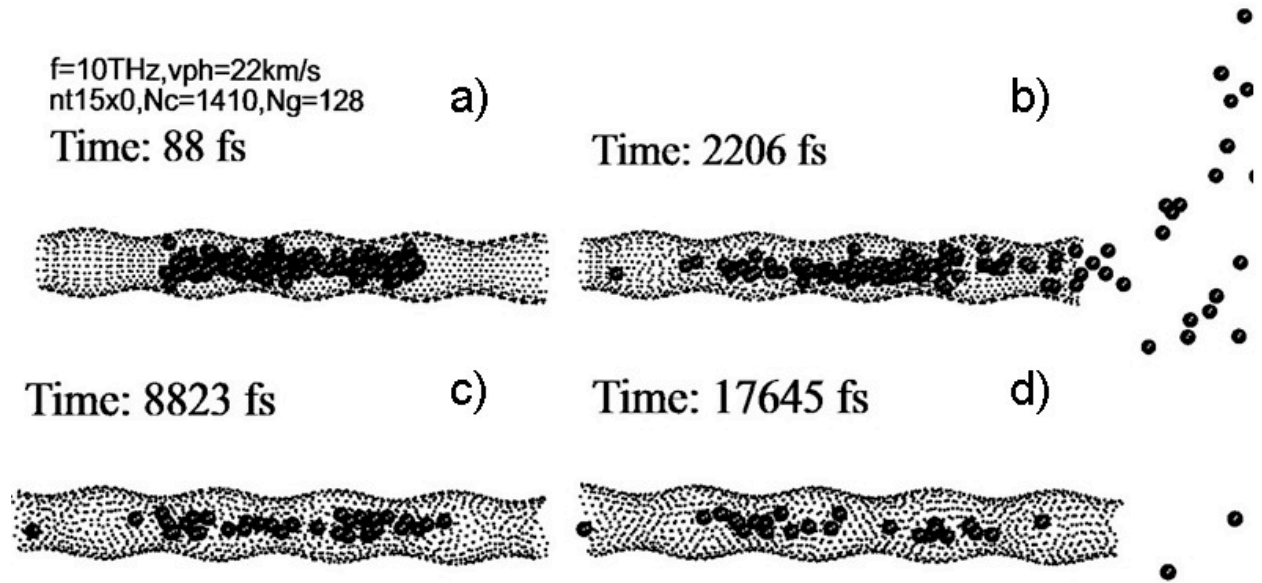 f=10THz,vph=22km/s
nt15x0,Nc=1410,Ng=128
a)
Time: 88 fs
b)
Time: 2206 fs
Time: 8823 fs
c)
Time: 17645 fs
d)